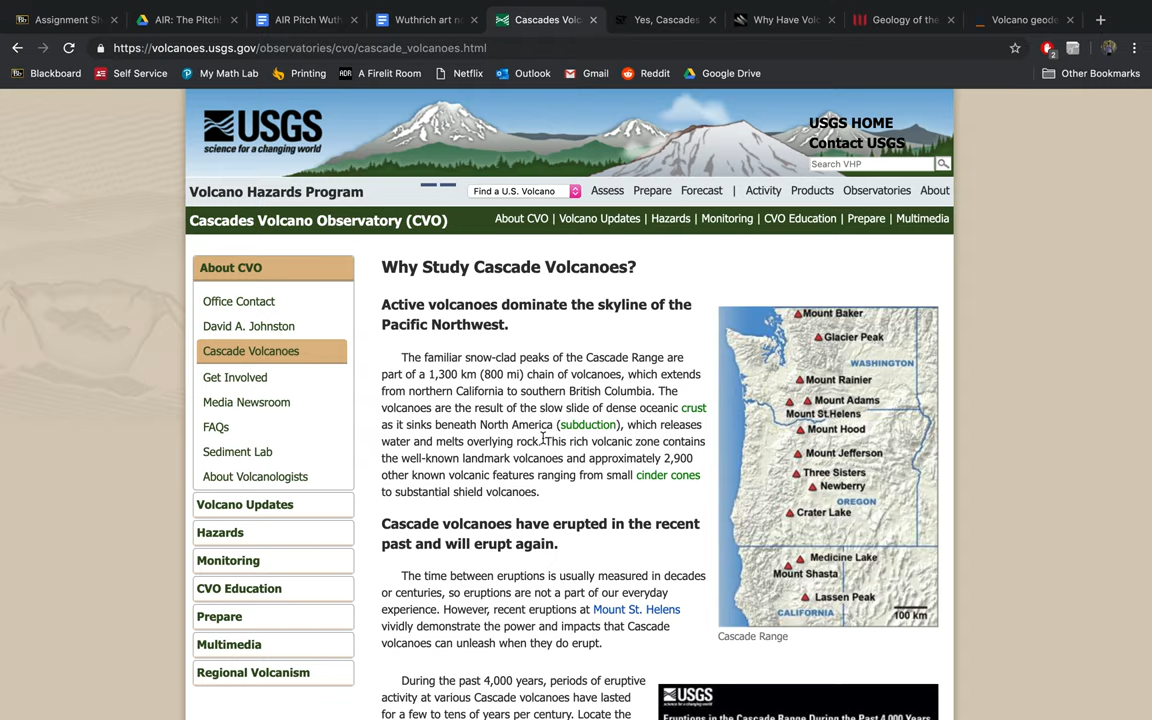 Assignment S
AIR: The Pitch!
AIR Pitch Wuth
Wuthrich art no
Cascades Volc
Yes, Cascades
Why Have Vol
Geology of the
Volcano geode
https://volcanoes.usgs.gov/observatories/cvo/cascade_volcanoes.html
2
Bb Blackboard
Self Service
My Math Lab
Printing
ADR A Firelit Room
Netflix
Outlook
Gmail
Reddit
Google Drive
Other Bookmarks
USGS
science for a changing world
USGS HOME
Contact USGS
Search VHP
Volcano Hazards Program
Find a U.S. Volcano
Assess Prepare Forecast | Activity Products Observatories About
Cascades Volcano Observatory (CVO)
About CVO | Volcano Updates | Hazards | Monitoring | CVO Education | Prepare | Multimedia
About CVO
Office Contact
David A. Johnston
Cascade Volcanoes
Get Involved
Media Newsroom
FAQs
Sediment Lab
About Volcanologists
Volcano Updates
Hazards
Monitoring
CVO Education
Prepare
Multimedia
Regional Volcanism
Why Study Cascade Volcanoes?
Active volcanoes dominate the skyline of the
Pacific Northwest.
The familiar snow-clad peaks of the Cascade Range are
part of a 1,300 km (800 mi) chain of volcanoes, which extends
from northern California to southern British Columbia. The
volcanoes are the result of the slow slide of dense oceanic crust
as it sinks beneath North America (subduction), which releases
water and melts overlying rock. This rich volcanic zone contains
the well-known landmark volcanoes and approximately 2,900
other known volcanic features ranging from small cinder cones
to substantial shield volcanoes.
Cascade volcanoes have erupted in the recent
past and will erupt again.
The time between eruptions is usually measured in decades
or centuries, so eruptions are not a part of our everyday
experience. However, recent eruptions at Mount St. Helens
vividly demonstrate the power and impacts that Cascade
volcanoes can unleash when they do erupt.
During the past 4,000 years, periods of eruptive
activity at various Cascade volcanoes have lasted
for a few to tens of years per century. Locate the
Mount Baker
Glacier Peak
WASHINGTON
Mount Rainier
Mount Adams
Mount St.Helens
Mount Hood
Mount Jefferson
Three Sisters
Newberry
OREGON
Crater Lake
Medicine Lake
Mount Shasta
Lassen Peak
CALIFORNIA
100 km
Cascade Range
USGS
Eruptions in the Cascade Range During the Past 4,000 Years